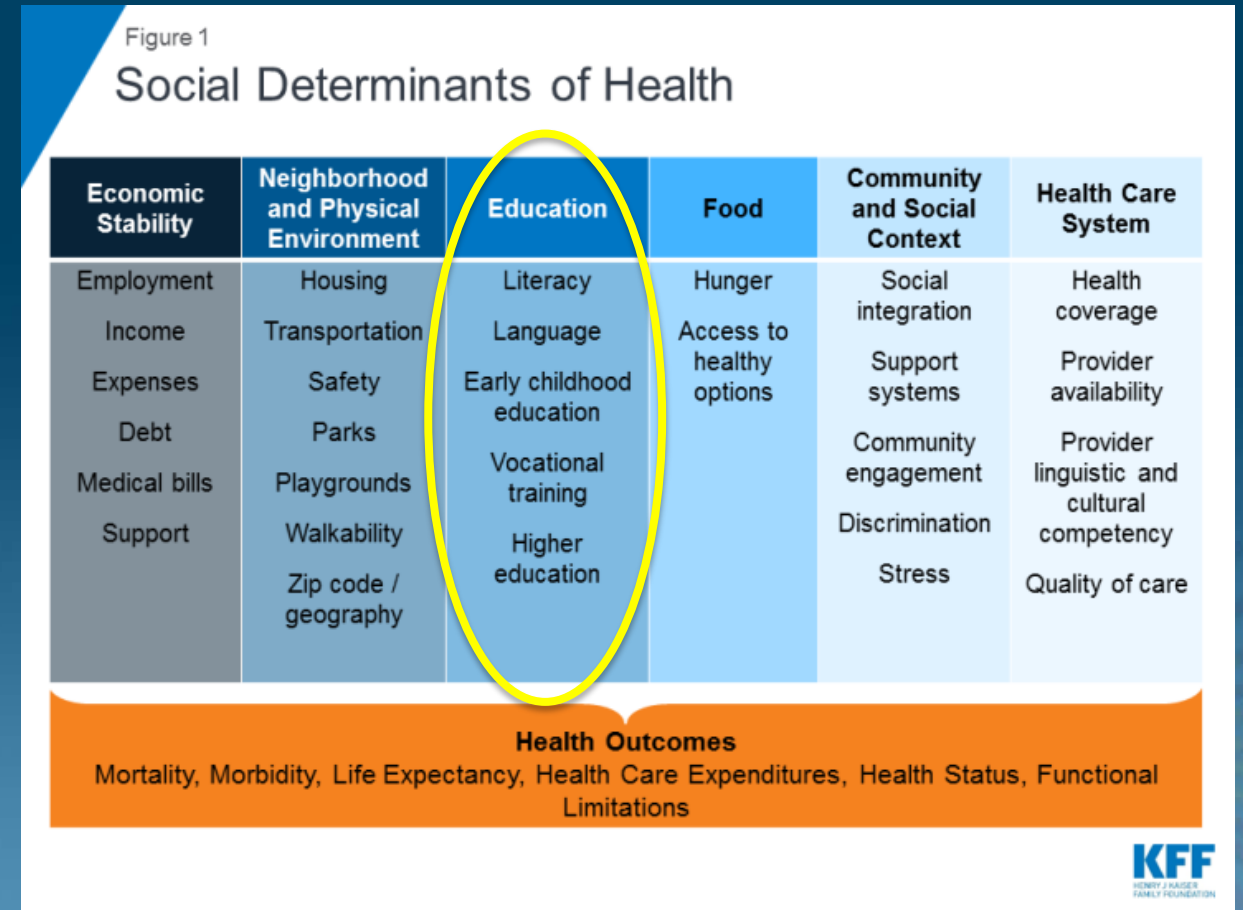 Figure 1
Social Determinants of Health
Economic
Stability
Neighborhood
and Physical
Environment
Education
Food
Community
and Social
Context
Health Care
System
Employment
Income
Expenses
Debt
Medical bills
Support
Housing
Transportation
Safety
Parks
Playgrounds
Walkability
Zip code /
geography
Literacy
Language
Early childhood
education
Vocational
training
Higher
education
Hunger
Access to
healthy
options
Social
integration
Support
systems
Community
engagement
Discrimination
Stress
Health
coverage
Provider
availability
Provider
linguistic and
cultural
competency
Quality of care
Health Outcomes
Mortality, Morbidity, Life Expectancy, Health Care Expenditures, Health Status, Functional
Limitations
KFF
HENRY J KAISER
FAMILY FOUNDATION